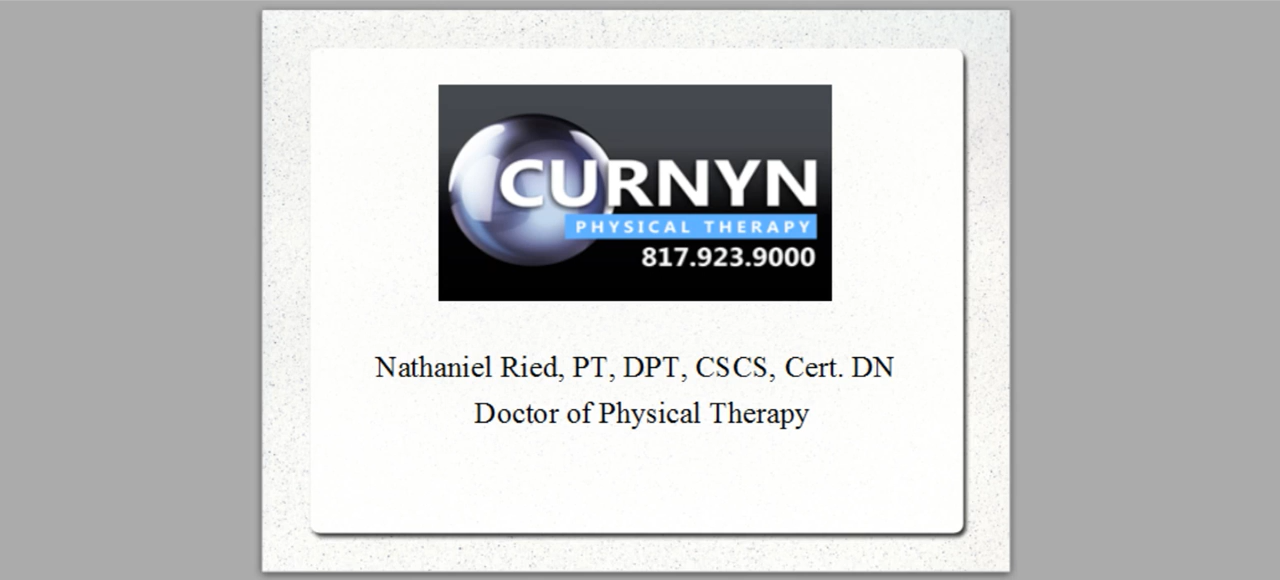 CURNYN
PHYSICAL THERAPY
817.923.9000
Nathaniel Ried, PT, DPT, CSCS, Cert. DN
Doctor of Physical Therapy